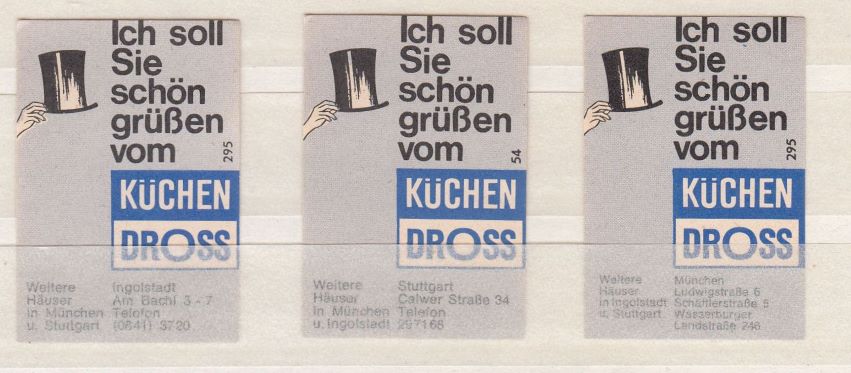 Ich soll
Sie
schön
grüßen
vom
295
KÜCHEN
DROSS
Weitere Ingolstadt
Häuser Am Bachl 3 - 7
in München Telefon
u. Stuttgart (0841) 3720
Ich soll
Sie
schön
grüßen
vom
54
KÜCHEN
DROSS
Weitere Stuttgart
Häuser Calwer Straße 34
in München Telefon
u. Ingolstadt 297168
Ich soll
Sie
schön
grüßen
vom
295
KÜCHEN
DROSS
Weitere München
Häuser Ludwigstraße 6
in Ingolstadt Schäfflerstraße 5
u. Stuttgart Wasserburger
Landstraße 246